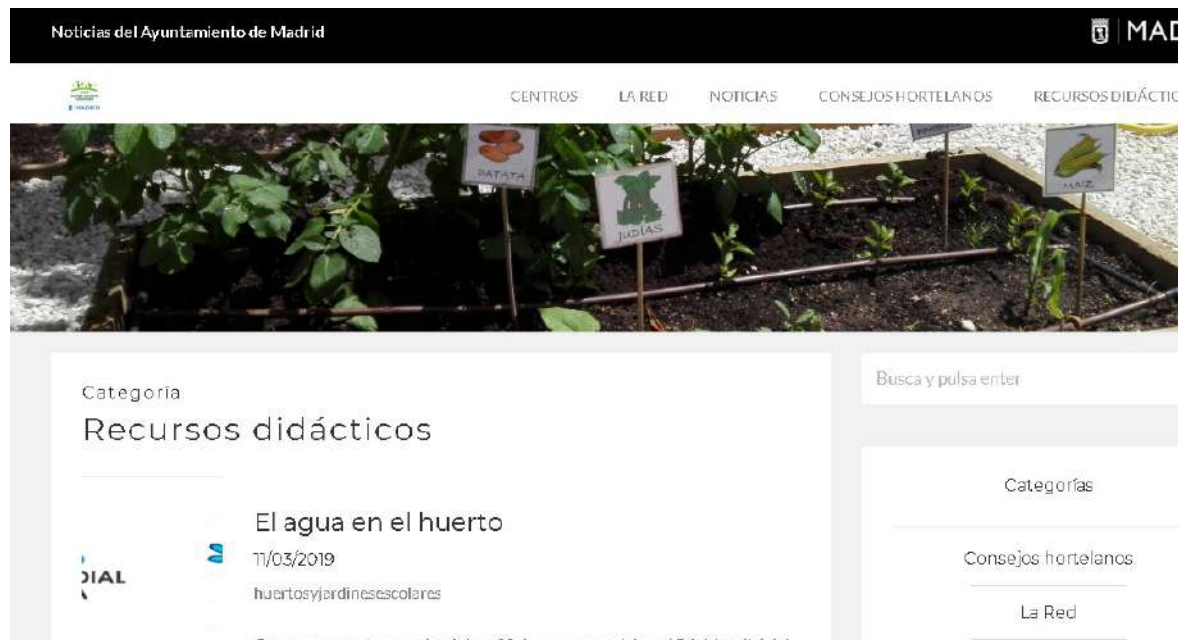 Noticias del Ayuntamiento de Madrid
MAD
CENTROS LA RED NOTICIAS CONSEJOS HORTELANOS RECURSOS DIDÁCTIC
PATATA
JUDÍAS
MAIZ
Categoría
Recursos didácticos
Busca y pulsa enter
Categorías
El agua en el huerto
11/03/2019
huertosyjardinesescolares
DIAL
Consejos hortelanos
La Red